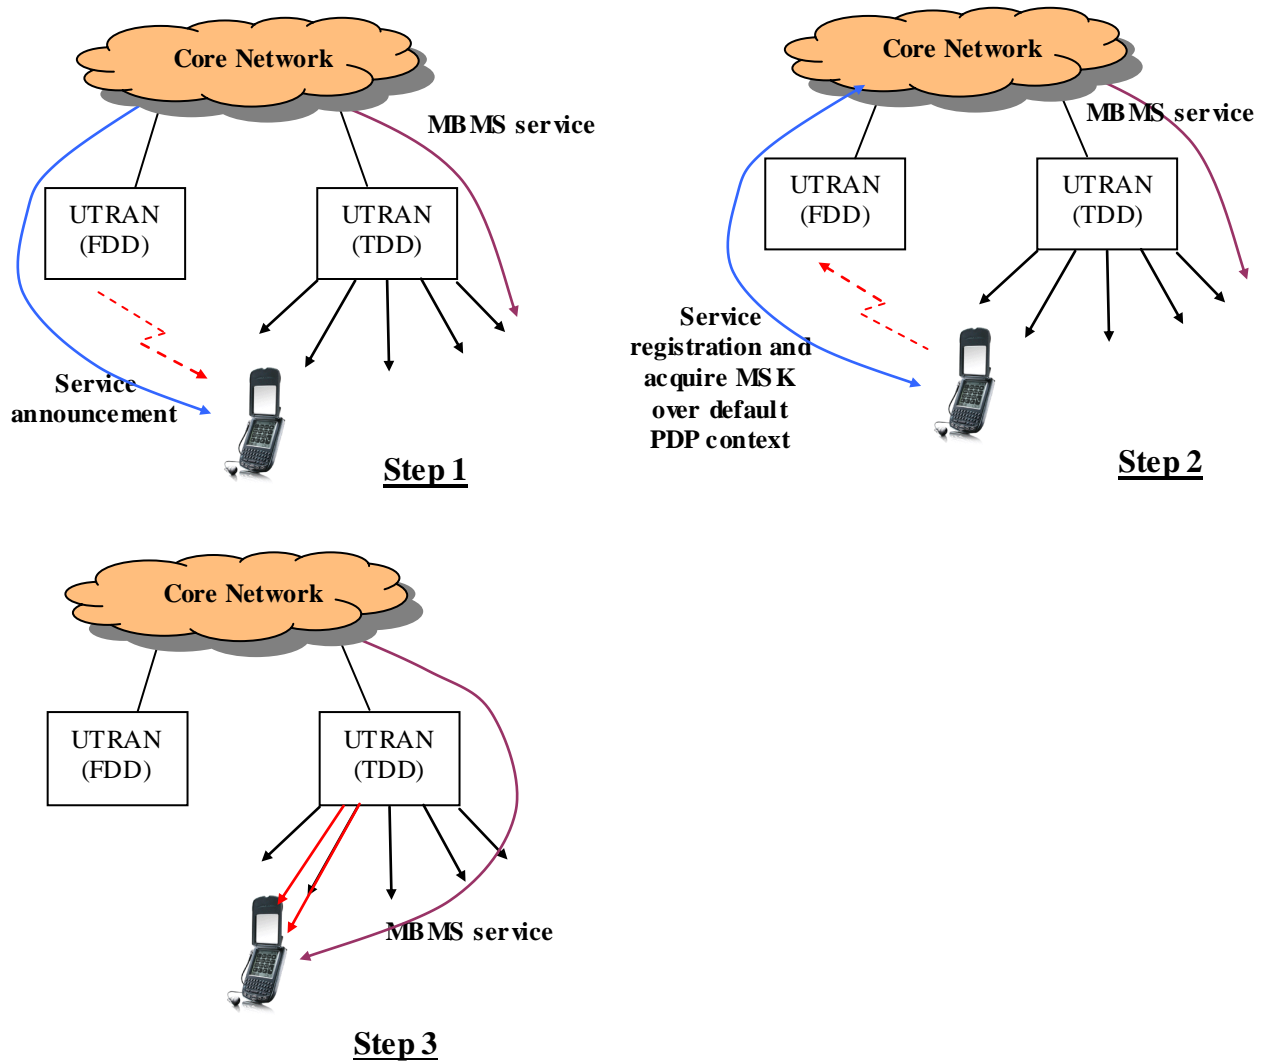 Core Network
MBMS service
UTRAN
(FDD)
UTRAN
(TDD)
Service
announcement
Step 1
Core Network
MBMS service
UTRAN
(FDD)
UTRAN
(TDD)
Service
registration and
acquire MSK
over default
PDP context
Step 2
Core Network
UTRAN
(FDD)
UTRAN
(TDD)
MBMS service
Step 3